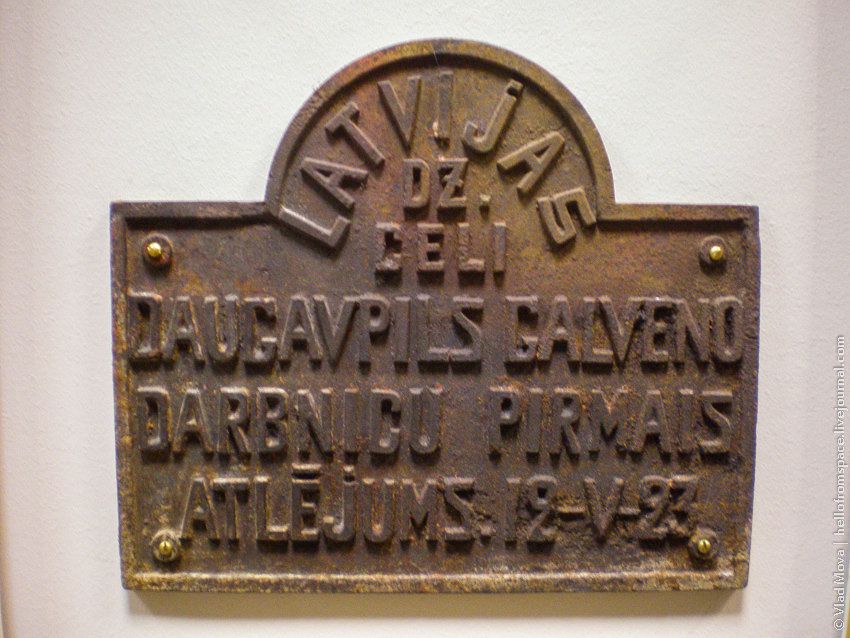 LATVIJAS
DZ.
CELI
DAUGAVPILS GALVENO
DARBNICU PIRMAIS
ATLĒJUMS. 12-V-23
© Vlad Mova | hellofromspace.livejournal.com